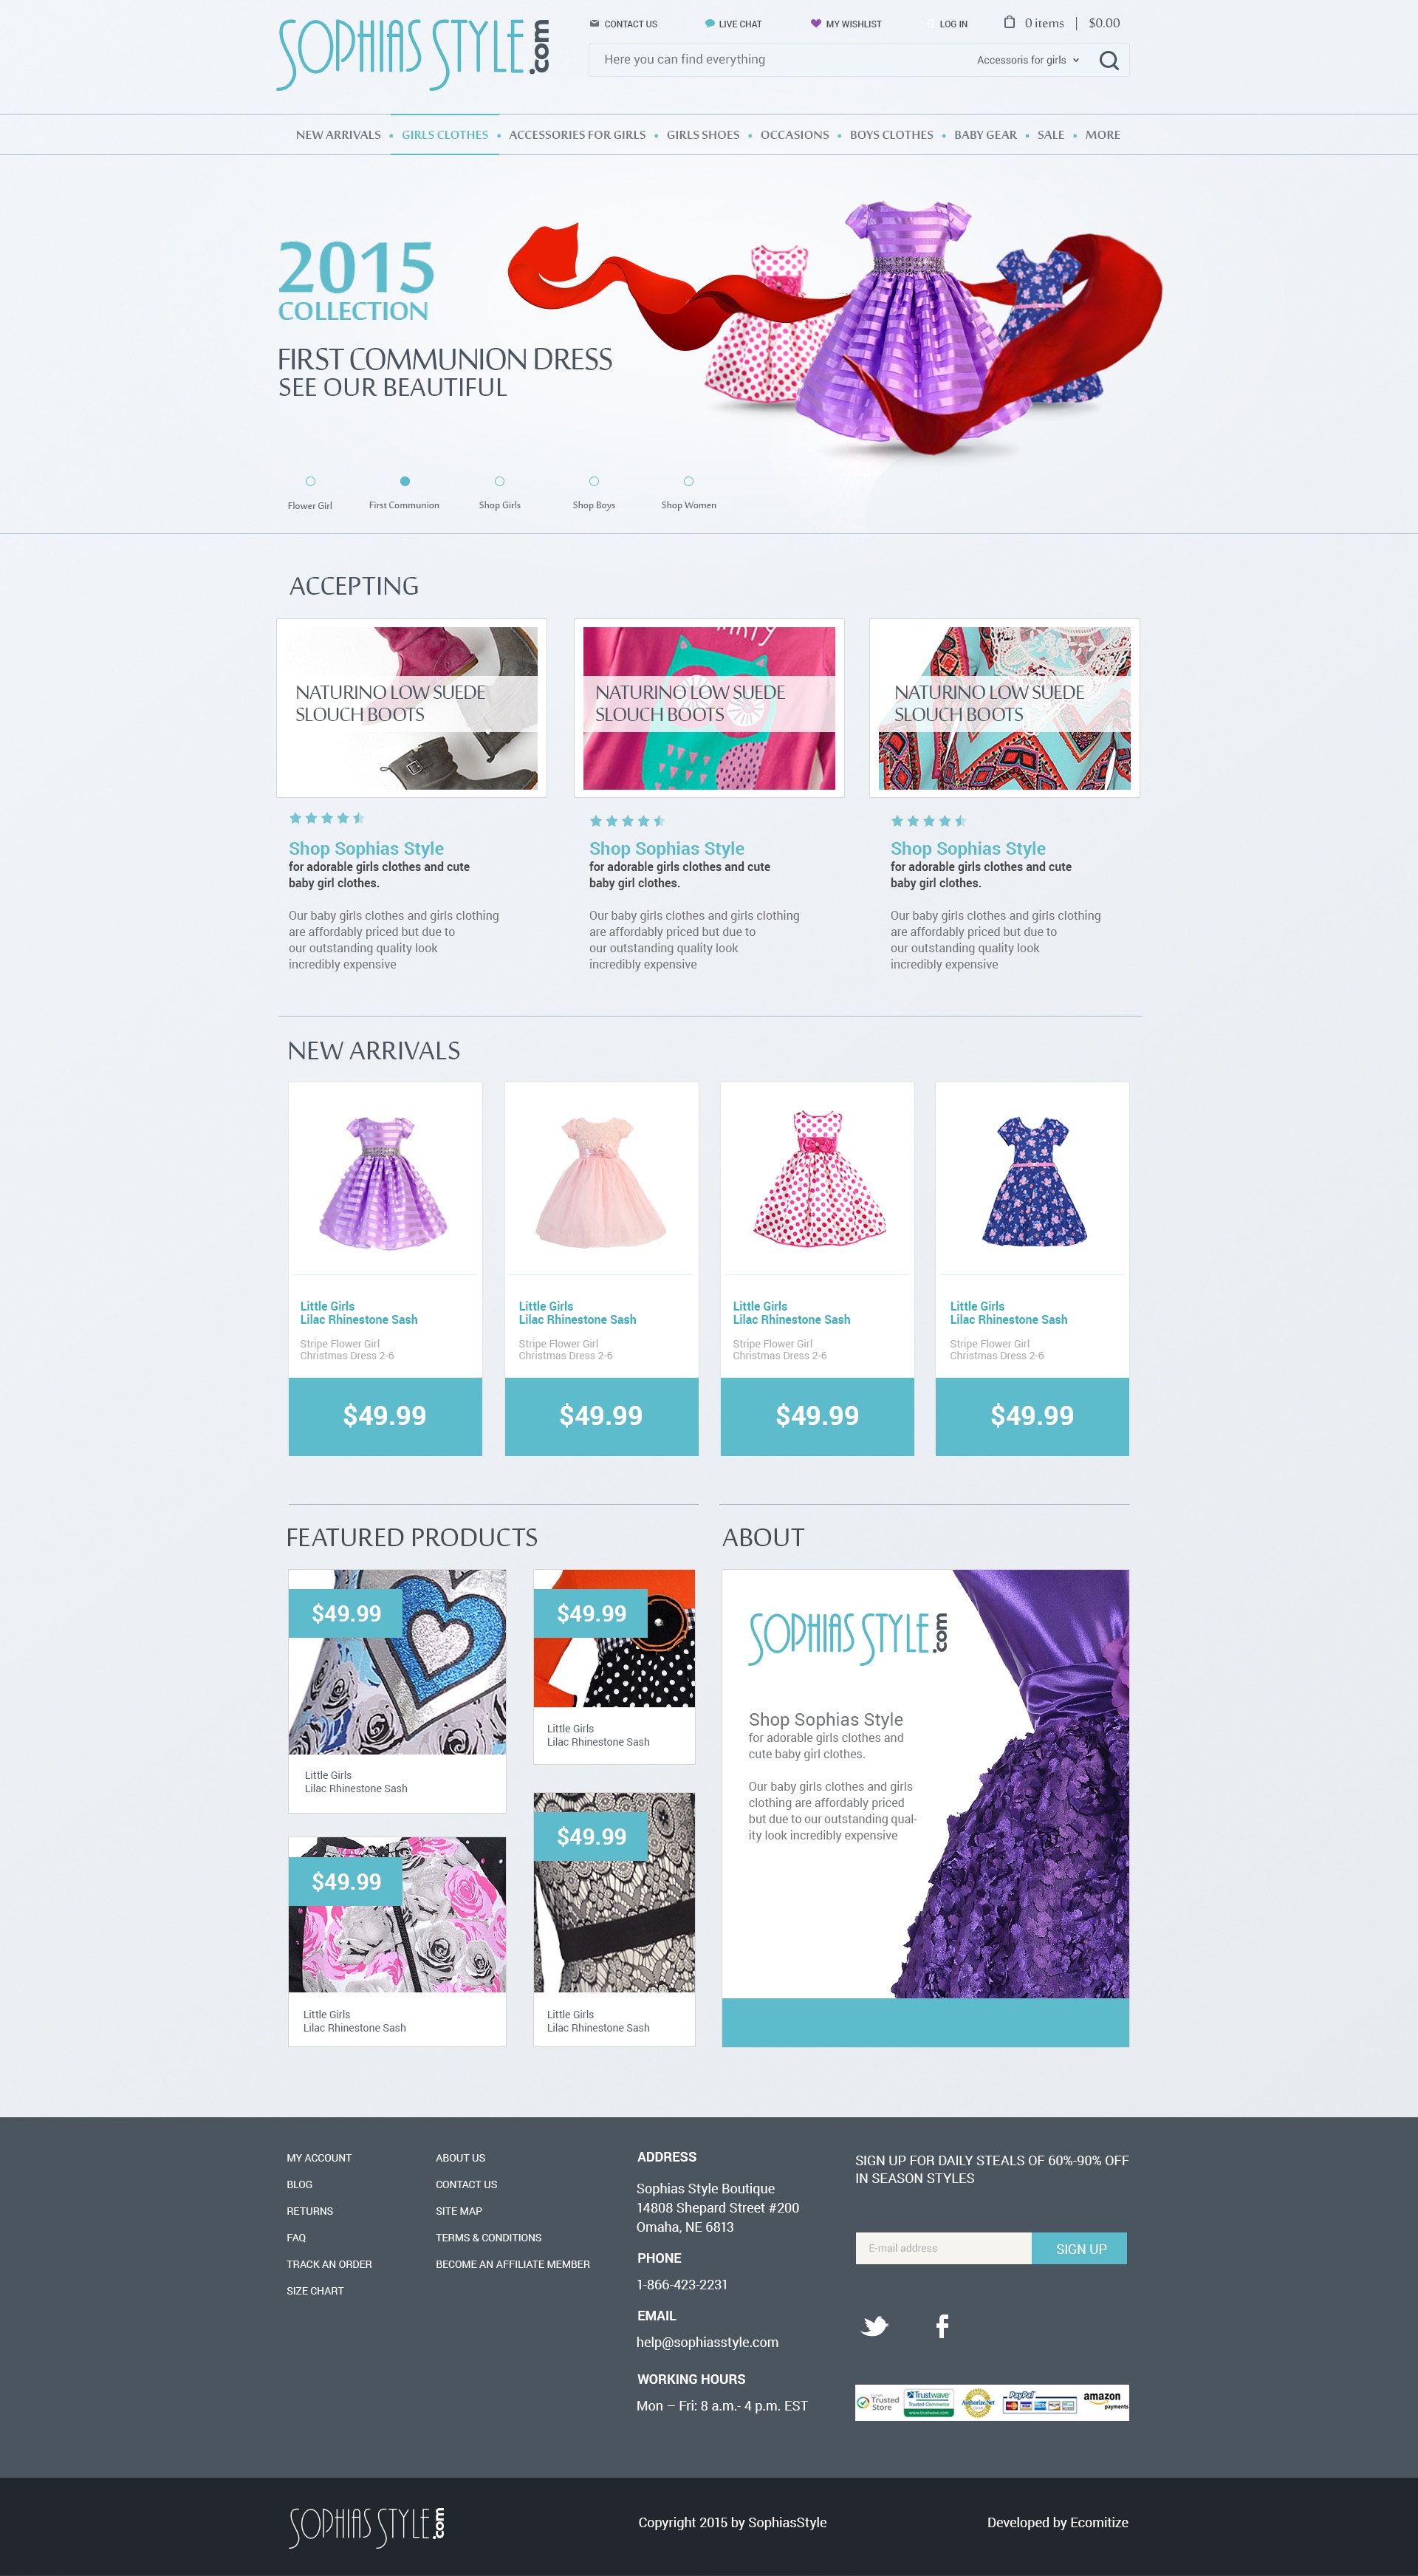 SOPHIAS STYLE.com
CONTACT US
LIVE CHAT
MY WISHLIST
LOG IN
0 items | $0.00
Here you can find everything
Accessoris for girls
NEW ARRIVALS
GIRLS CLOTHES
ACCESSORIES FOR GIRLS
GIRLS SHOES
OCCASIONS
BOYS CLOTHES
BABY GEAR
SALE
MORE
2015
COLLECTION
FIRST COMMUNION DRESS
SEE OUR BEAUTIFUL
Flower Girl
First Communion
Shop Girls
Shop Boys
Shop Women
ACCEPTING
NATURINO LOW SUEDE
SLOUCH BOOTS
Shop Sophias Style
for adorable girls clothes and cute
baby girl clothes.
Our baby girls clothes and girls clothing
are affordably priced but due to
our outstanding quality look
incredibly expensive
NATURINO LOW SUEDE
SLOUCH BOOTS
Shop Sophias Style
for adorable girls clothes and cute
baby girl clothes.
Our baby girls clothes and girls clothing
are affordably priced but due to
our outstanding quality look
incredibly expensive
NATURINO LOW SUEDE
SLOUCH BOOTS
Shop Sophias Style
for adorable girls clothes and cute
baby girl clothes.
Our baby girls clothes and girls clothing
are affordably priced but due to
our outstanding quality look
incredibly expensive
NEW ARRIVALS
Little Girls
Lilac Rhinestone Sash
Stripe Flower Girl
Christmas Dress 2-6
$49.99
Little Girls
Lilac Rhinestone Sash
Stripe Flower Girl
Christmas Dress 2-6
$49.99
Little Girls
Lilac Rhinestone Sash
Stripe Flower Girl
Christmas Dress 2-6
$49.99
Little Girls
Lilac Rhinestone Sash
Stripe Flower Girl
Christmas Dress 2-6
$49.99
FEATURED PRODUCTS
$49.99
Little Girls
Lilac Rhinestone Sash
$49.99
Little Girls
Lilac Rhinestone Sash
$49.99
Little Girls
Lilac Rhinestone Sash
$49.99
Little Girls
Lilac Rhinestone Sash
ABOUT
SOPHIAS STYLE.com
Shop Sophias Style
for adorable girls clothes and
cute baby girl clothes.
Our baby girls clothes and girls
clothing are affordably priced
but due to our outstanding qual-
ity look incredibly expensive
MY ACCOUNT
BLOG
RETURNS
FAQ
TRACK AN ORDER
SIZE CHART
ABOUT US
CONTACT US
SITE MAP
TERMS & CONDITIONS
BECOME AN AFFILIATE MEMBER
ADDRESS
Sophias Style Boutique
14808 Shepard Street #200
Omaha, NE 6813
PHONE
1-866-423-2231
EMAIL
help@sophiasstyle.com
WORKING HOURS
Mon – Fri: 8 a.m.- 4 p.m. EST
SIGN UP FOR DAILY STEALS OF 60%-90% OFF
IN SEASON STYLES
E-mail address
SIGN UP
Trusted
Store
Trustwave
Trusted Commerce
Authorize.Net
PayPal
amazon
payments
SOPHIAS STYLE.com
Copyright 2015 by SophiasStyle
Developed by Ecomitize